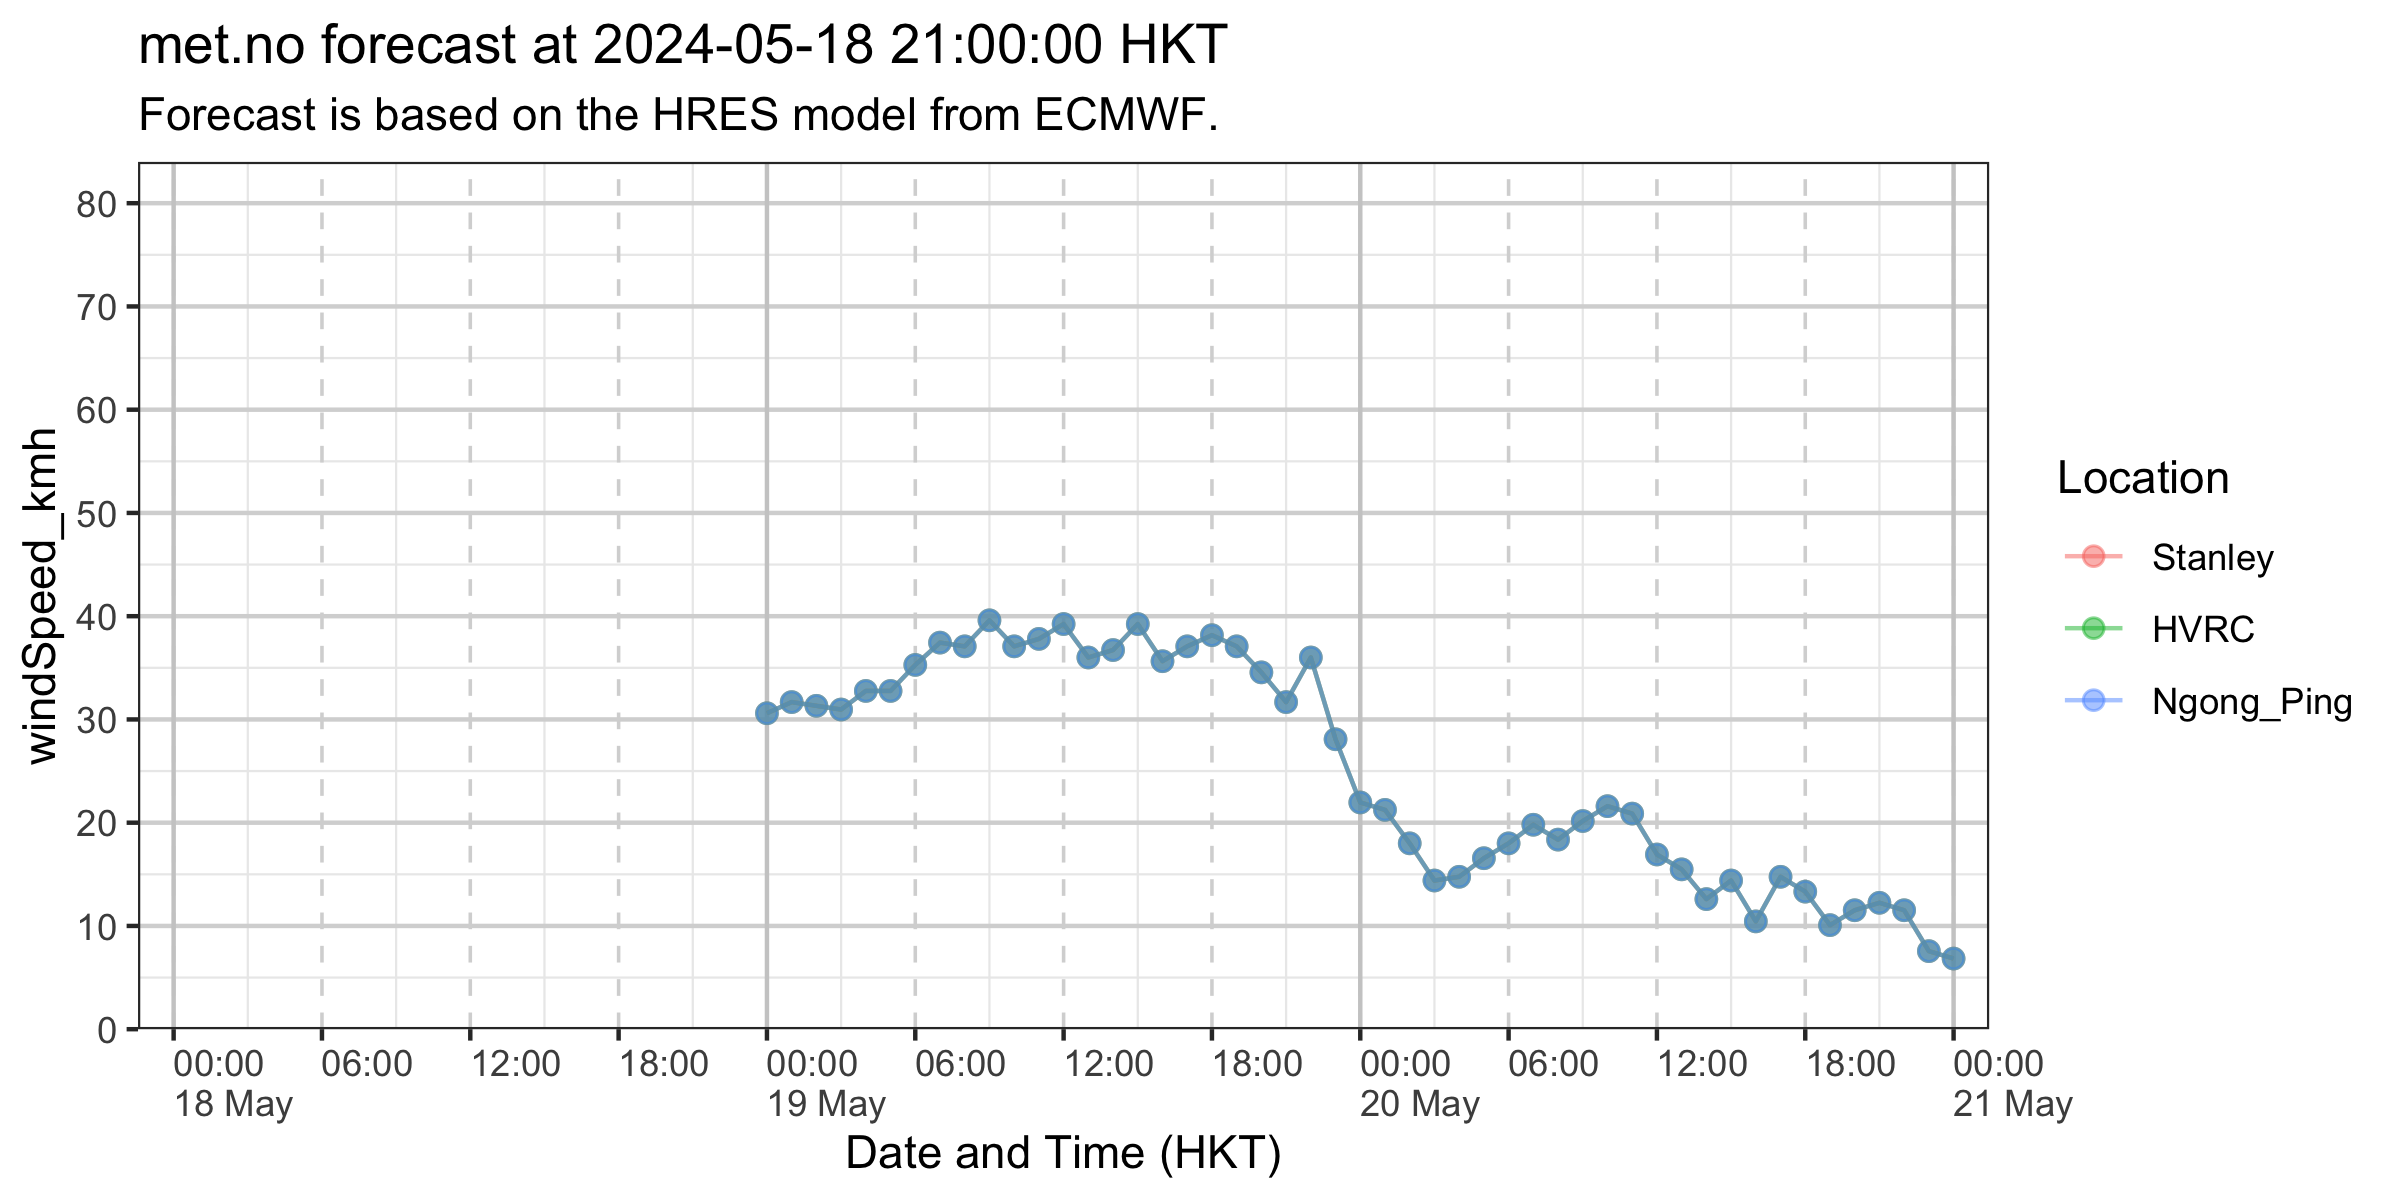 met.no forecast at 2024-05-18 21:00:00 HKT
Forecast is based on the HRES model from ECMWF.
windSpeed_kmh
80
70
60
50
40
30
20
10
0
00:00 06:00 12:00 18:00 00:00 06:00 12:00 18:00 00:00 06:00 12:00 18:00 00:00
18 May 19 May 20 May 21 May
Date and Time (HKT)
Location
Stanley
HVRC
Ngong_Ping